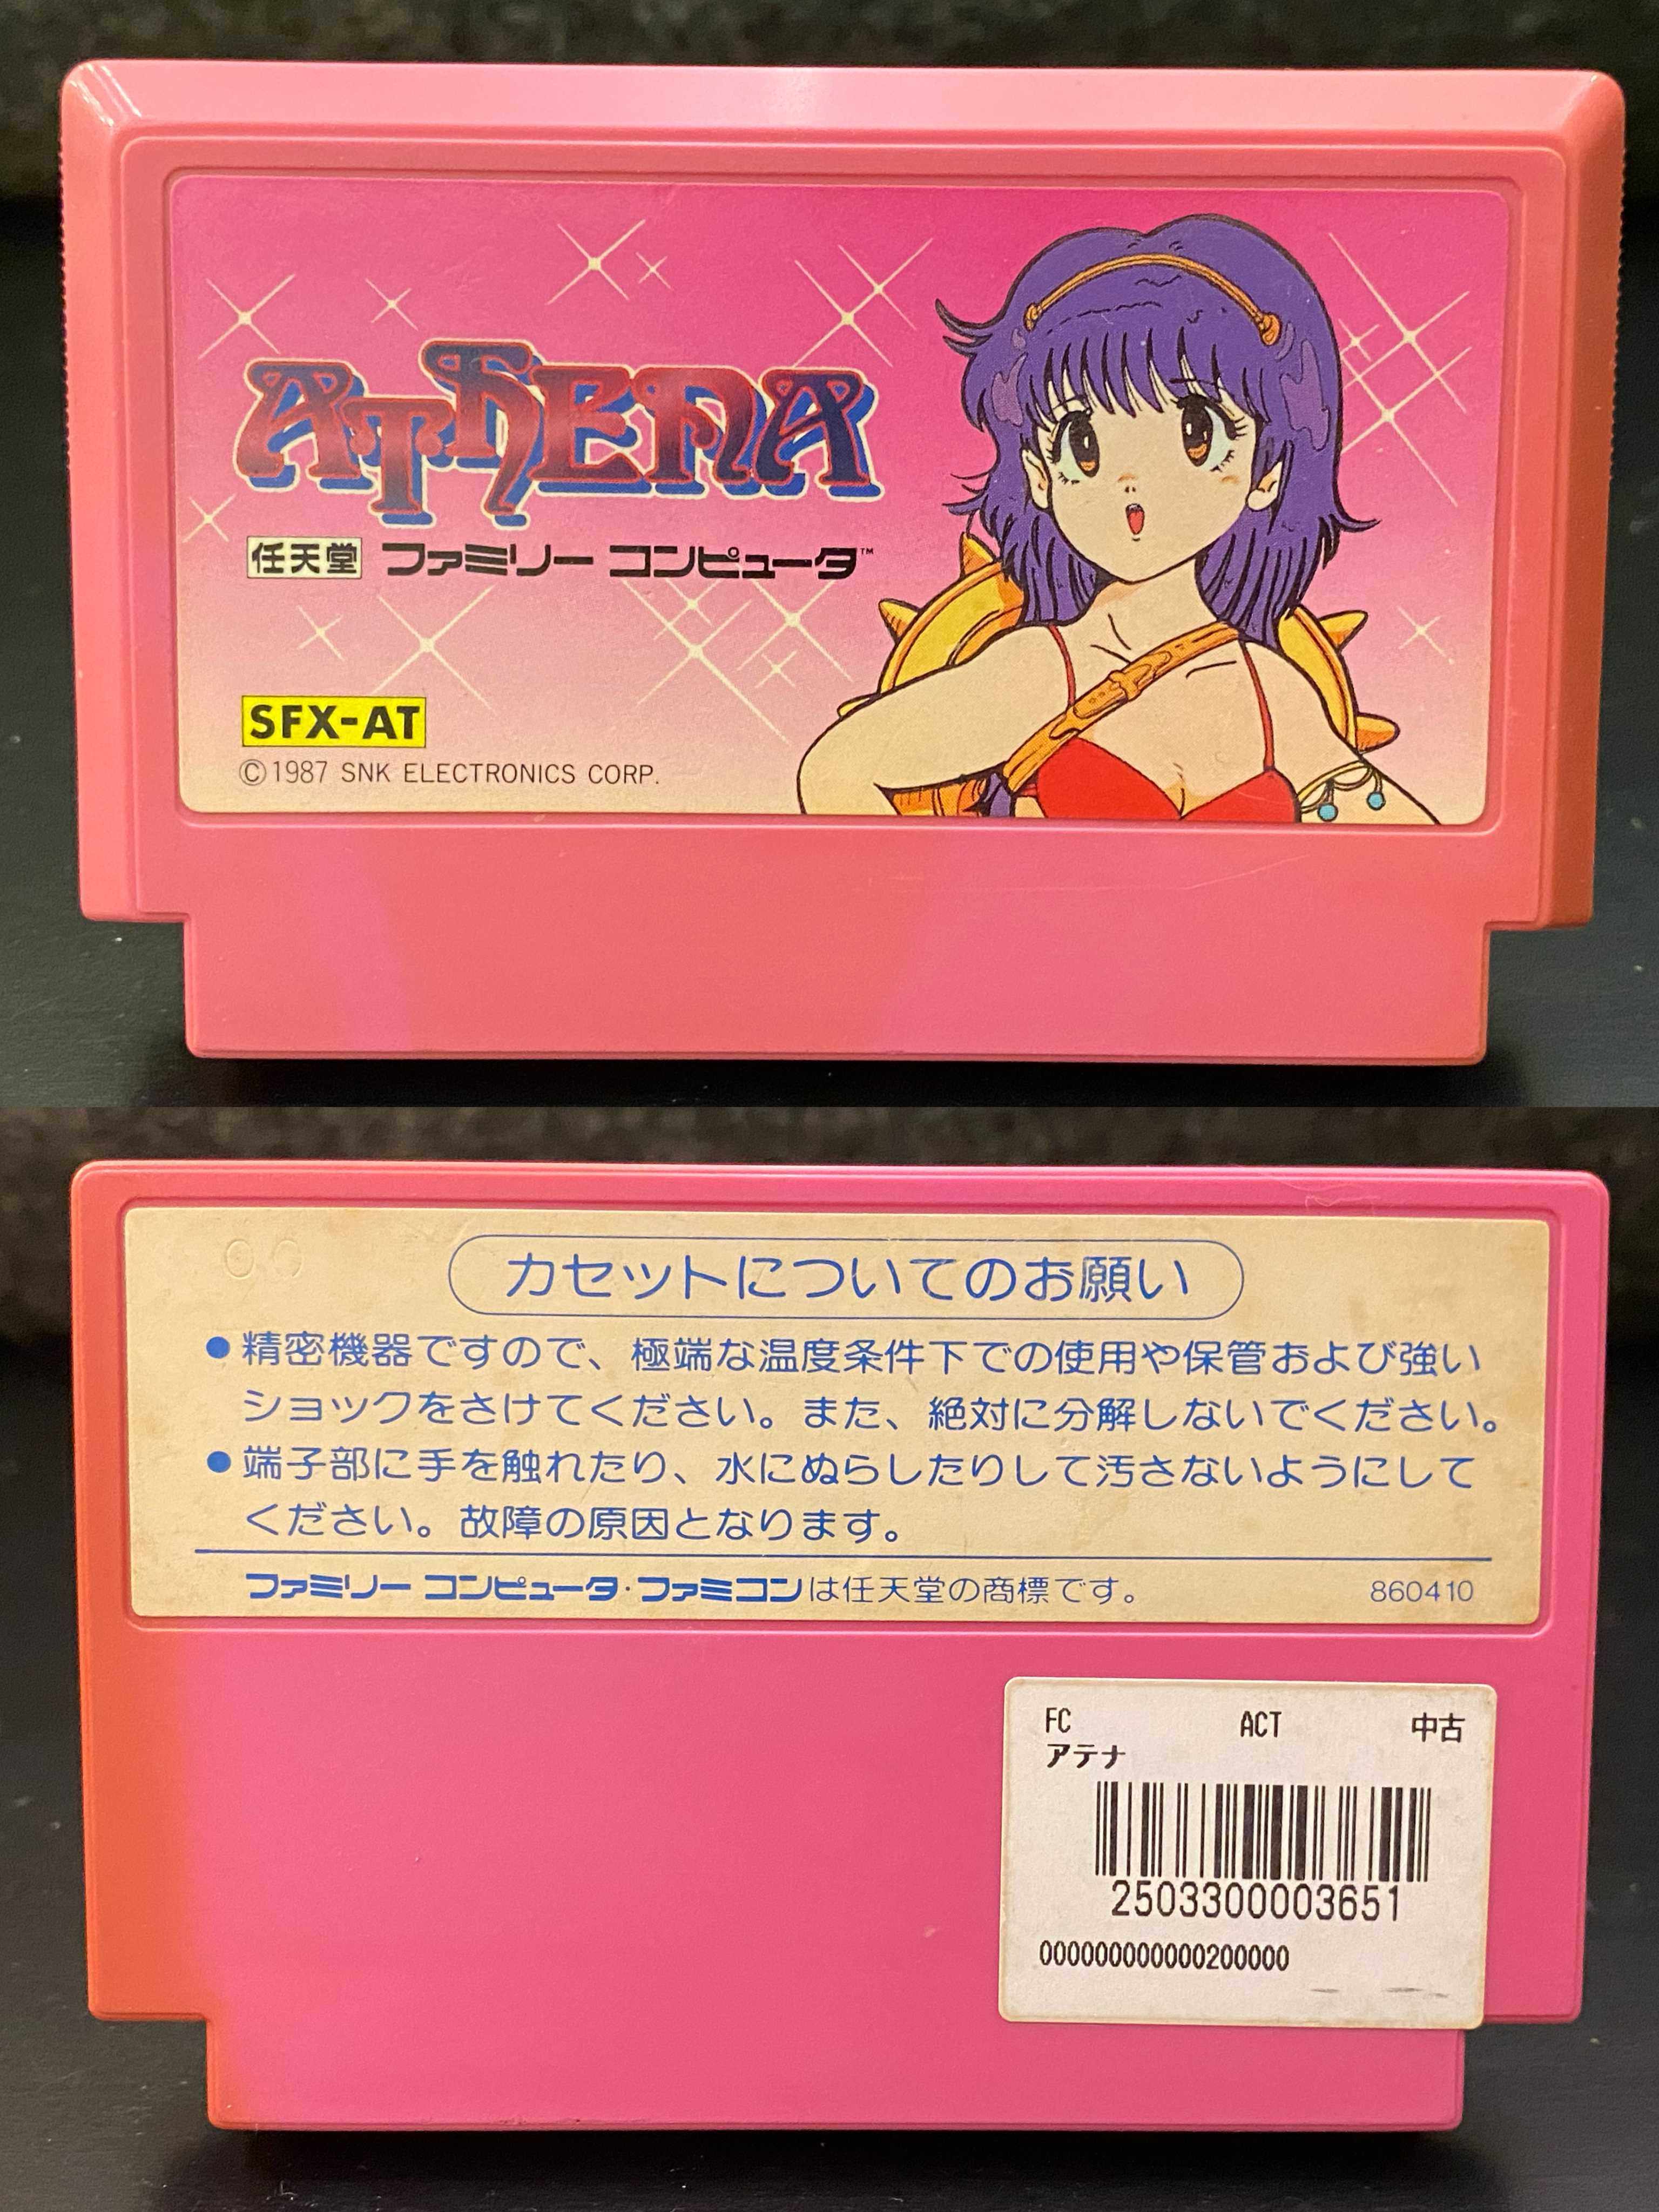 ATHENA
任天堂 ファミリー コンピュータ™
SFX-AT
©1987 SNK ELECTRONICS CORP.
カセットについてのお願い
●精密機器ですので、極端な温度条件下での使用や保管および強い
ショックをさけてください。また、絶対に分解しないでください。
●端子部に手を触れたり、水にぬらしたりして汚さないようにして
ください。故障の原因となります。
ファミリー コンピュータ・ファミコンは任天堂の商標です。 860410
FC ACT 中古
アテナ
2503300003651
000000000000200000